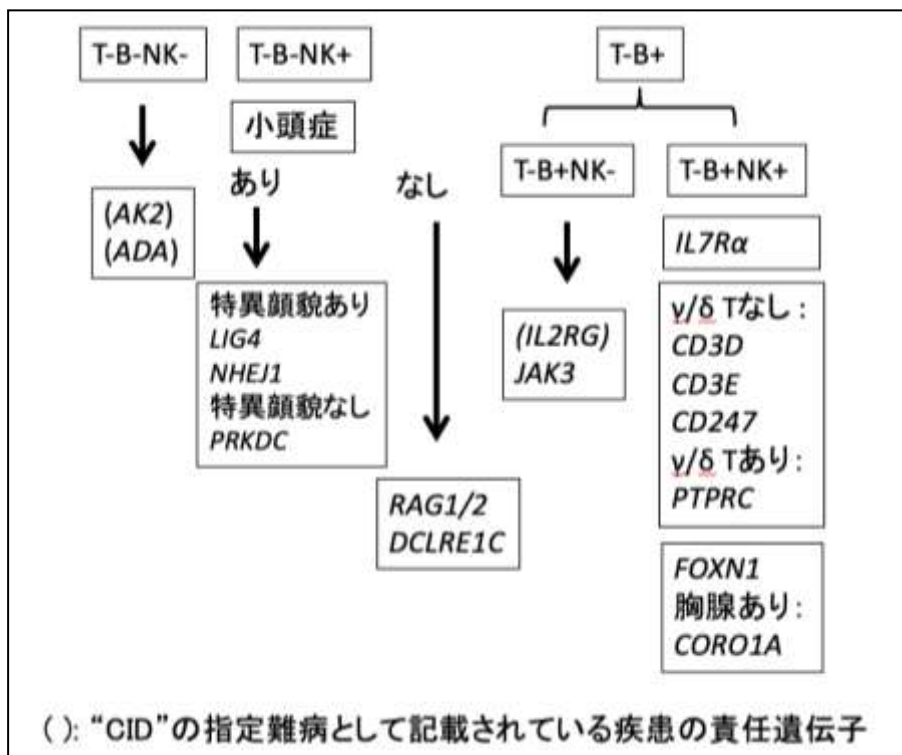 T-B-NK-
T-B-NK+
T-B+
小頭症
あり
なし
T-B+NK-
T-B+NK+
(AK2)
(ADA)
特異顔貌あり
LIG4
NHEJ1
特異顔貌なし
PRKDC
RAG1/2
DCLRE1C
(IL2RG)
JAK3
IL7Rα
γ/δ Tなし:
CD3D
CD3E
CD247
γ/δ Tあり:
PTPRC
FOXN1
胸腺あり:
CORO1A
( ): “CID”の指定難病として記載されている疾患の責任遺伝子